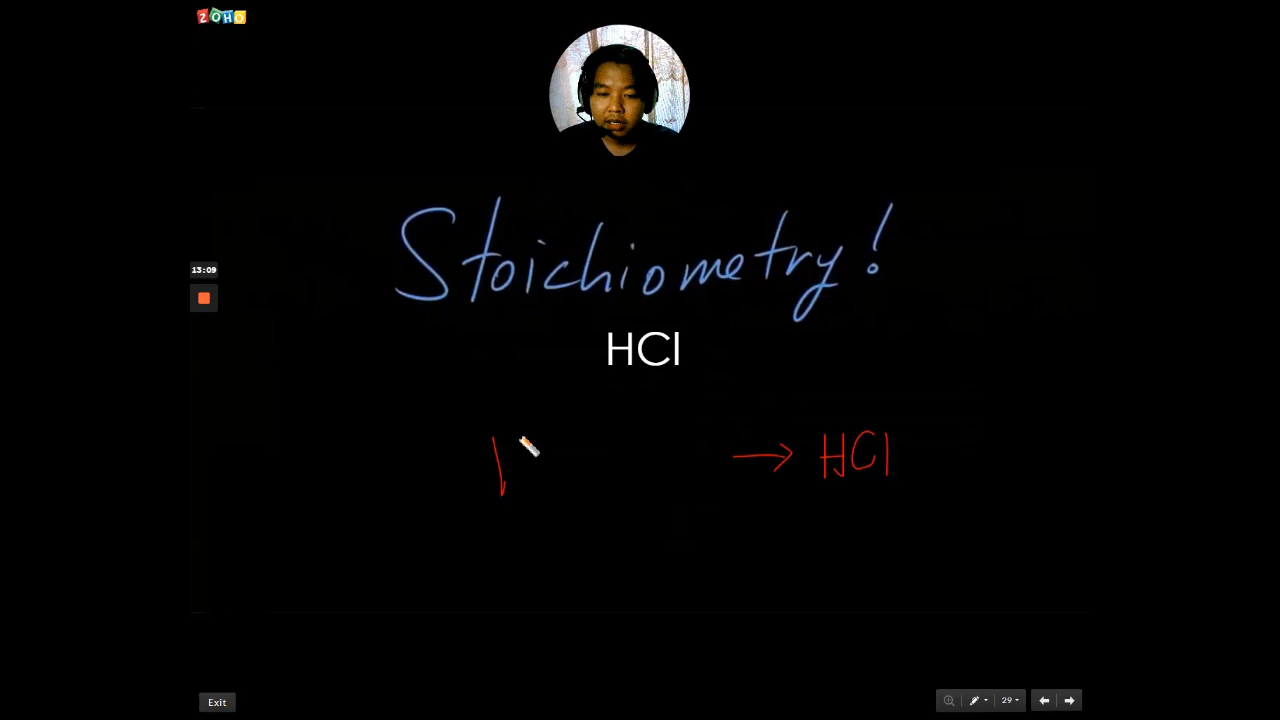 ZOHO
Stoichiometry!
13:09
HCl
→ HCl
Exit
29